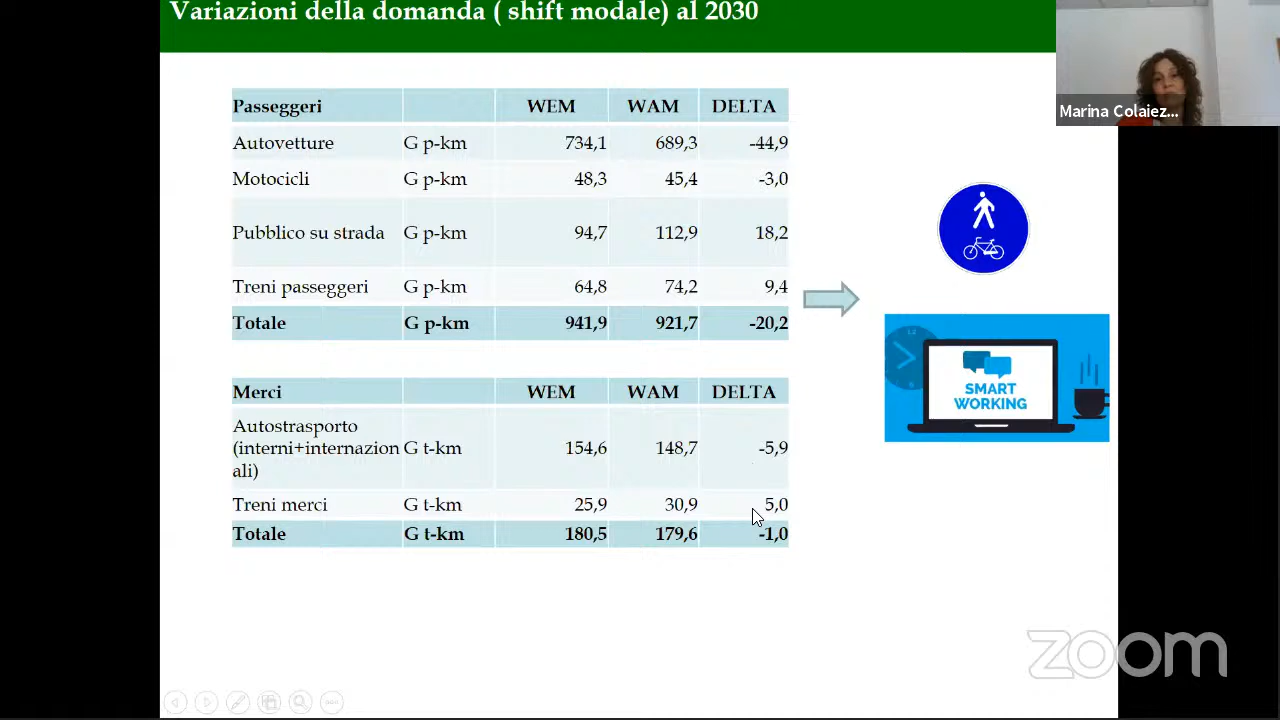 Variazioni della domanda ( shift modale) al 2030
Marina Colaiez...
Passeggeri WEM WAM DELTA
Autovetture G p-km 734,1 689,3 -44,9
Motocicli G p-km 48,3 45,4 -3,0
Pubblico su strada G p-km 94,7 112,9 18,2
Treni passeggeri G p-km 64,8 74,2 9,4
Totale G p-km 941,9 921,7 -20,2
Merci WEM WAM DELTA
Autostrasporto
(interni+internazion G t-km 154,6 148,7 -5,9
ali)
Treni merci G t-km 25,9 30,9 5,0
Totale G t-km 180,5 179,6 -1,0
SMART
WORKING
zoom